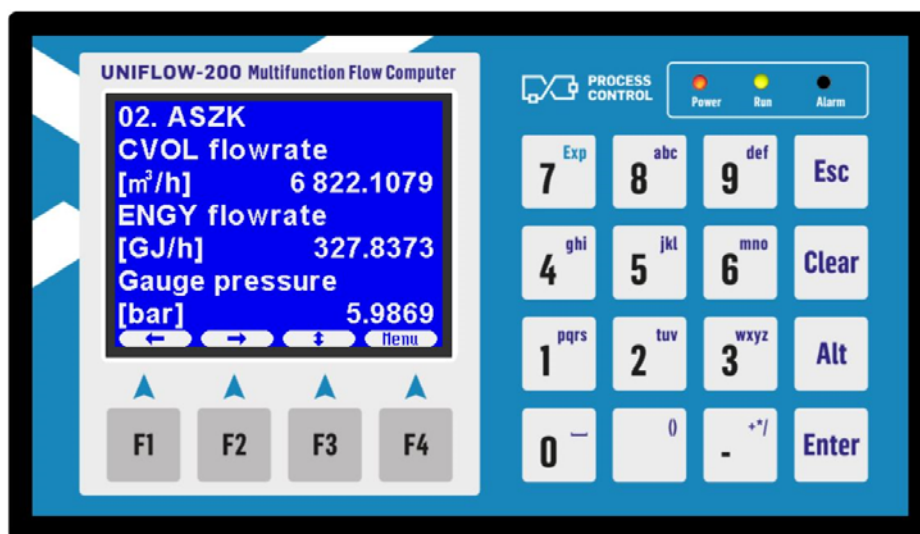 UNIFLOW-200 Multifunction Flow Computer
02. ASZK
CVOL flowrate
[m³/h] 6 822.1079
ENGY flowrate
[GJ/h] 327.8373
Gauge pressure
[bar] 5.9869
← → ↕ Menu
F1 F2 F3 F4
PROCESS
CONTROL
Power Run Alarm
7 Exp 8 abc 9 def Esc
4 ghi 5 jkl 6 mno Clear
1 pqrs 2 tuv 3 wxyz Alt
0 ⎵ () - +*/ Enter